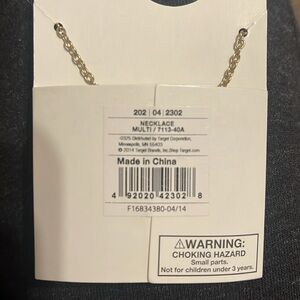 202 | 04 | 2302
NECKLACE
MULTI / 7113-40A
Distributed by Target Corporation,
Minneapolis, MN 55403
© 2014 Target Brands, Inc. Shop Target.com
Made in China
4 92020 42302 8
F16834380-04/14
⚠WARNING:
CHOKING HAZARD
Small parts.
Not for children under 3 years.